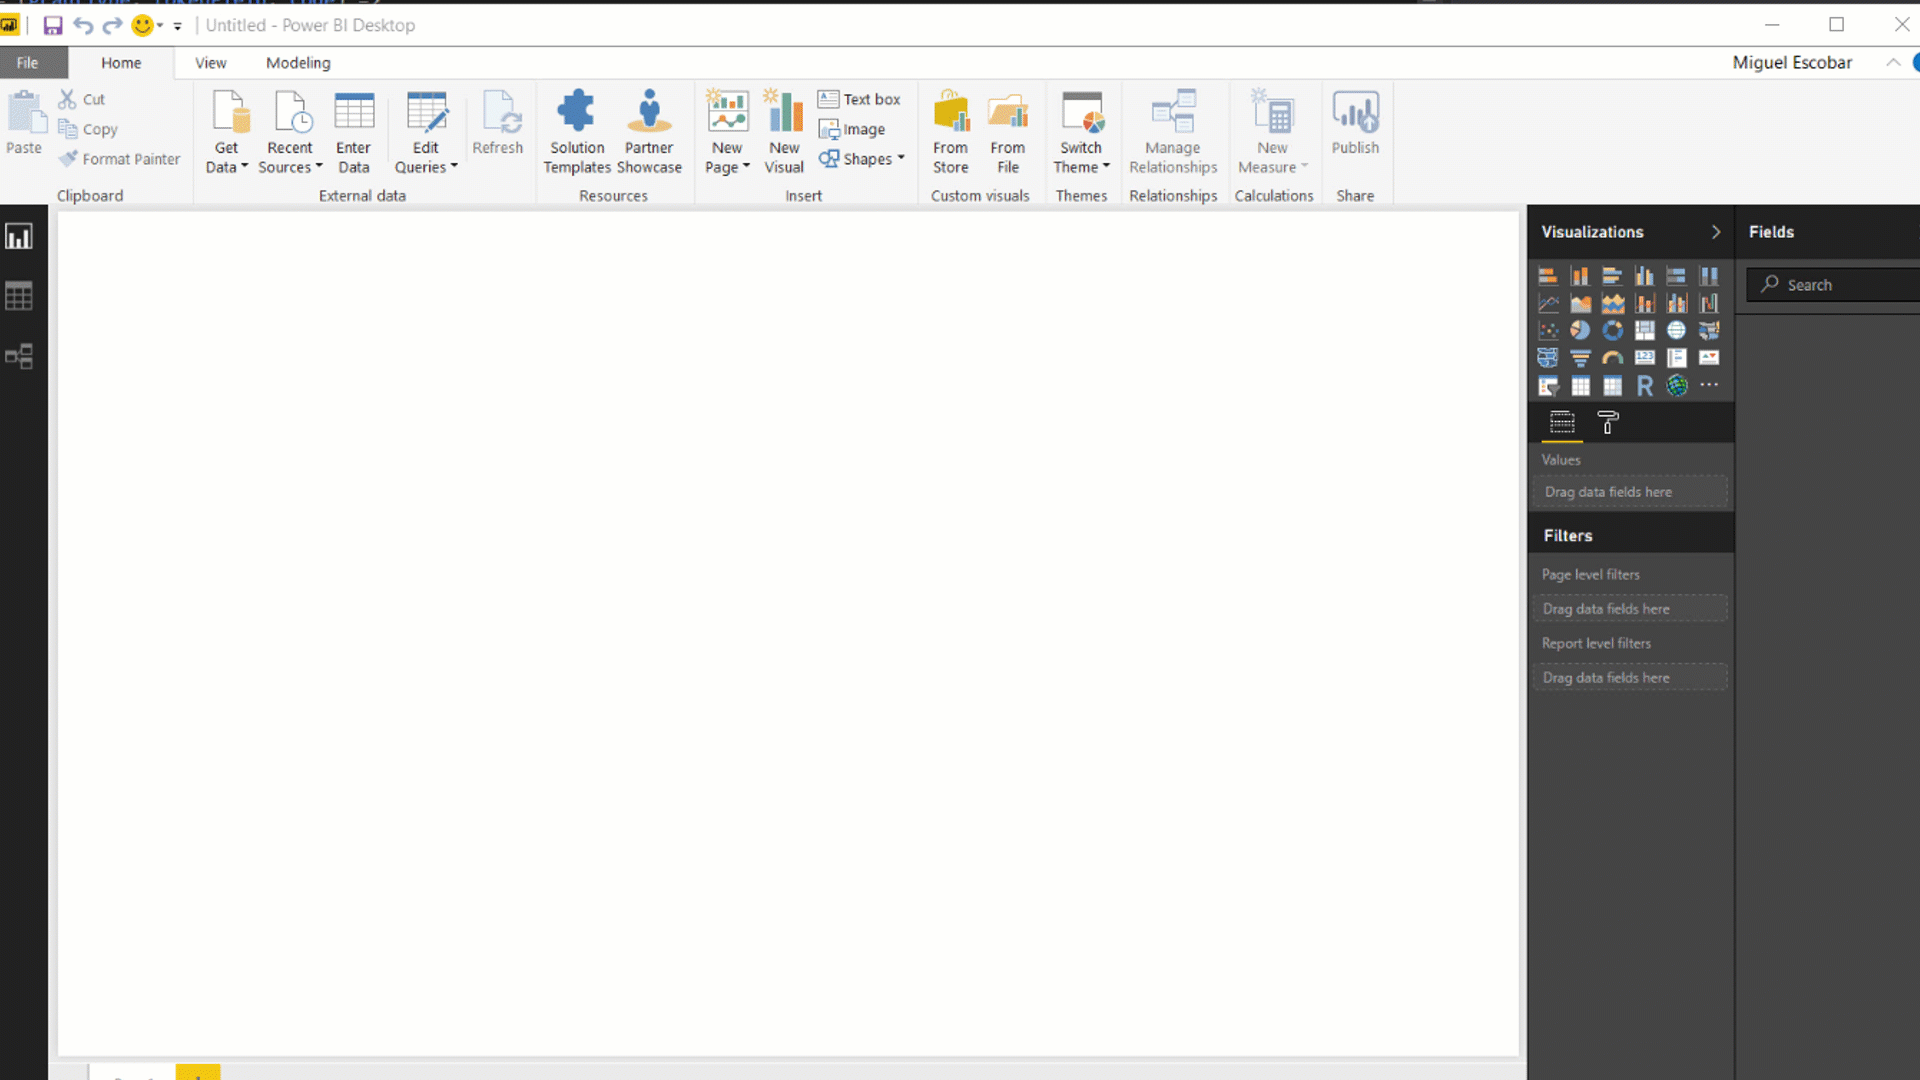 Untitled - Power BI Desktop
File Home View Modeling Miguel Escobar
Paste
Cut
Copy
Format Painter
Clipboard
Get Data
Recent Sources
Enter Data
Edit Queries
Refresh
External data
Solution Templates
Partner Showcase
Resources
New Page
New Visual
Text box
Image
Shapes
Insert
From Store
From File
Custom visuals
Switch Theme
Themes
Manage Relationships
Relationships
New Measure
Calculations
Publish
Share
Visualizations
Fields
Search
123
R
Values
Drag data fields here
Filters
Page level filters
Drag data fields here
Report level filters
Drag data fields here